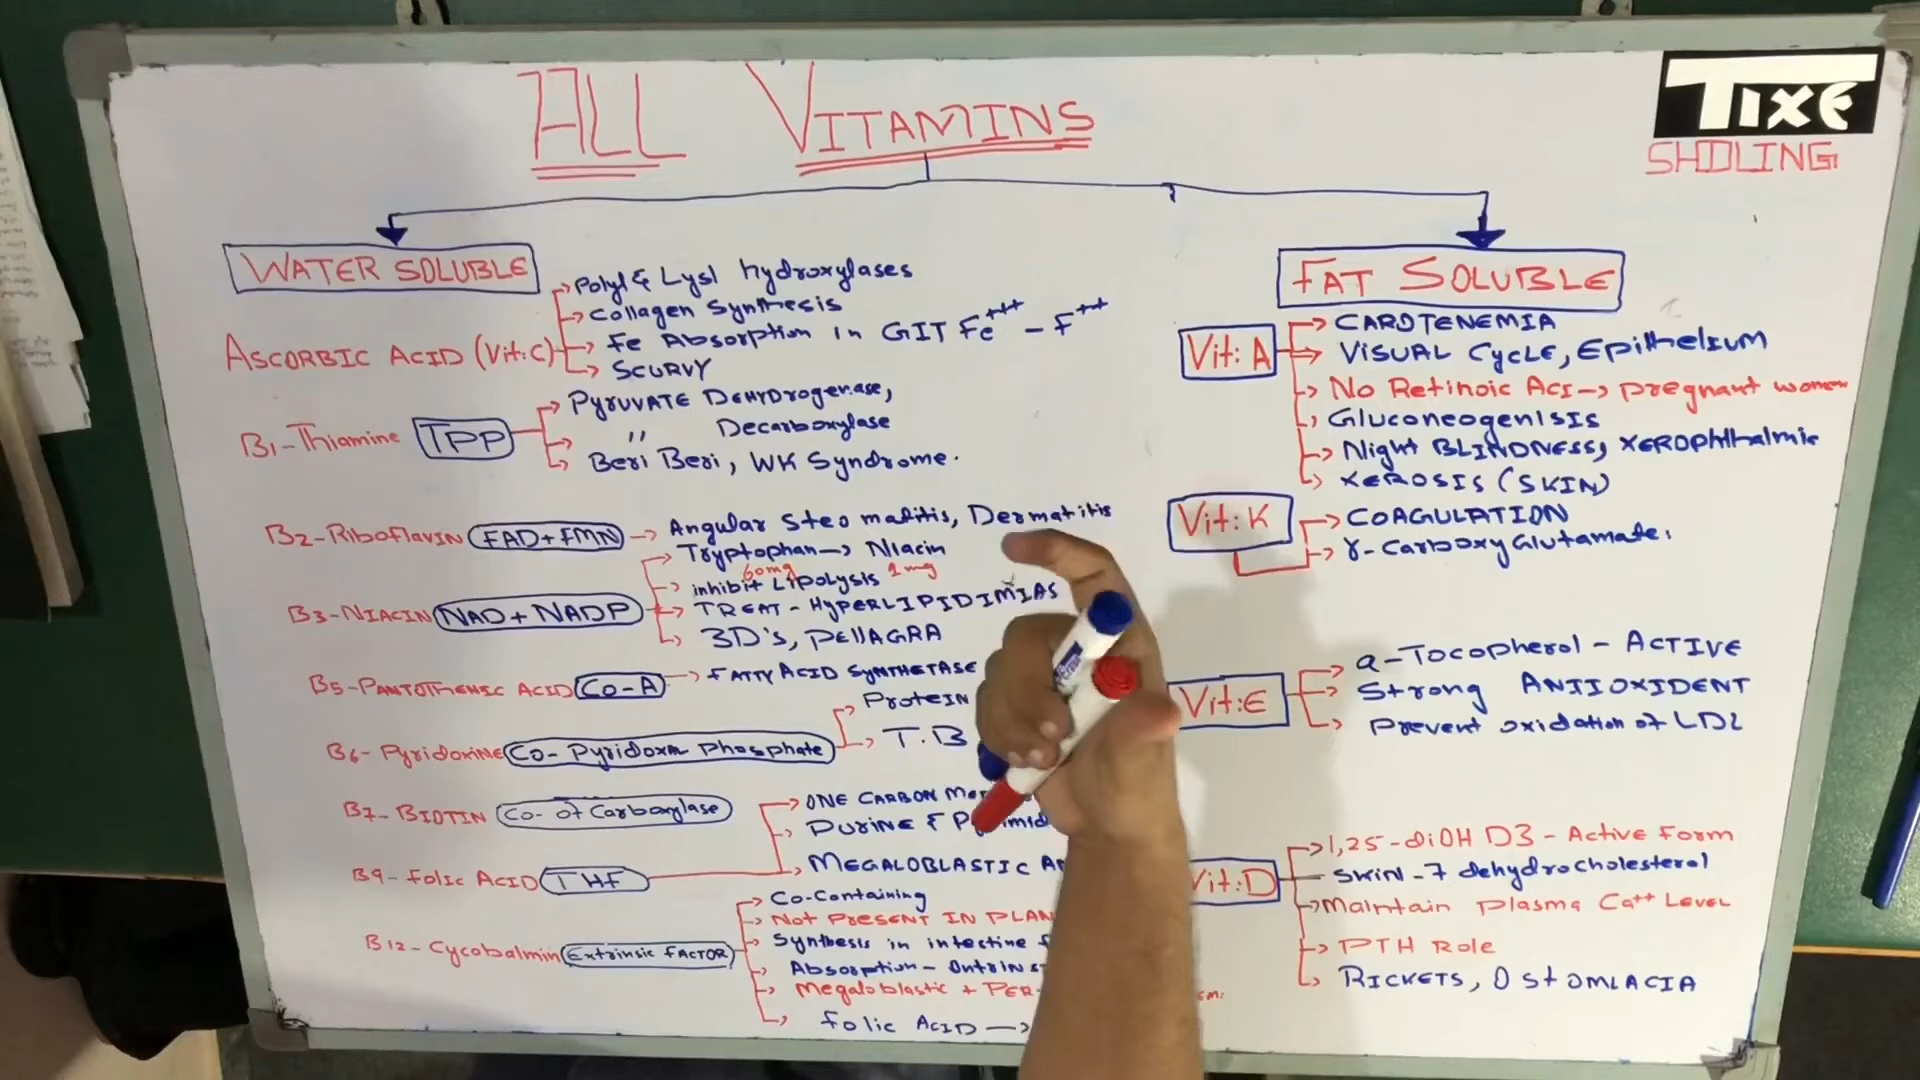 ALL VITAMINS
TIXE
SHILING
WATER SOLUBLE
ASCORBIC ACID (Vit:C)
Polyl & Lysl hydroxylases
Collagen Synthesis
Fe Absorption in GIT Fe+++ - F++
SCURVY
B1-Thiamine TPP
PYRUVATE DEHYDrogenase,
" Decarboxylase
Beri Beri, WK Syndrome.
B2-Riboflavin FAD+FMN → Angular Steo matitis, Dermatitis
B3-NIACIN NAD+NADP
Tryptophan → Niacin
60mg 1mg
inhibit Lipolysis
TREAT - HyPERLIPIDIMIAS
3D's, PEllAGRA
B5-PANTOTHENIC ACID Co-A → FATTY ACID SYNTHETASE
B6-Pyridoxine Co-Pyridoxal Phosphate
Protein
T.B
B7-BIOTIN Co- of Carboxylase
B9-Folic ACID THF
ONE CARBON
PURINE &
MEGALOBLASTIC
B12-Cycobalmin Extrinsic FACTOR
Co-Containing
NOT PRESENT IN
Synthesis in intestine
Absorption -
Megaloblastic +
Folic ACID →
FAT SOLUBLE
Vit: A
CAROTENEMIA
VISUAL CYCLE, Epithelium
No Retinoic Aci → pregnant women
Gluconeogenisis
Night BLINDNESS, XEROPhthalmic
XEROSIS (SKIN)
Vit:K
COAGULATION
γ-Carboxy Glutamate.
Vit:E
α-Tocopherol - ACTIVE
Strong ANTIOXIDENT
Prevent oxidation of LDL
Vit:D
1,25-diOH D3 - Active Form
SKIN-7 dehydrocholesterol
Maintain plasma Ca++ LEVEL
PTH Role
RICKETS, OStOMLACIA